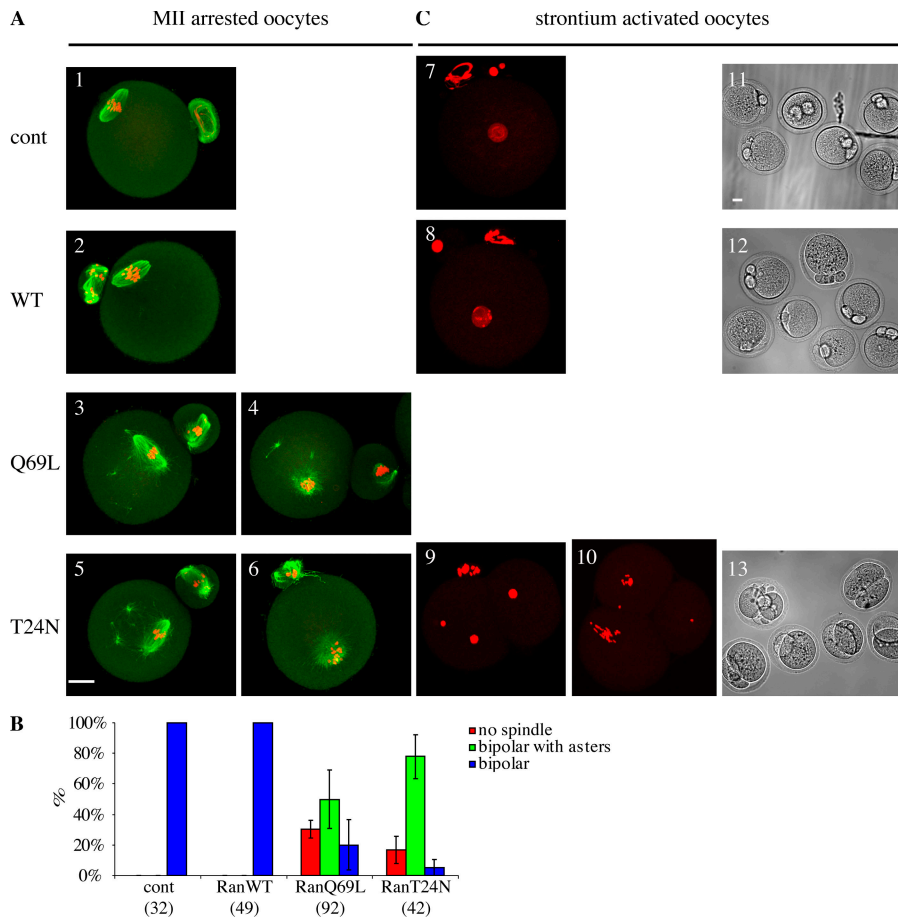 A MII arrested oocytes C strontium activated oocytes
cont 1 7 11
WT 2 8 12
Q69L 3 4
T24N 5 6 9 10 13
B
100%
80%
60%
40%
20%
0%
%
no spindle
bipolar with asters
bipolar
cont RanWT RanQ69L RanT24N
(32) (49) (92) (42)